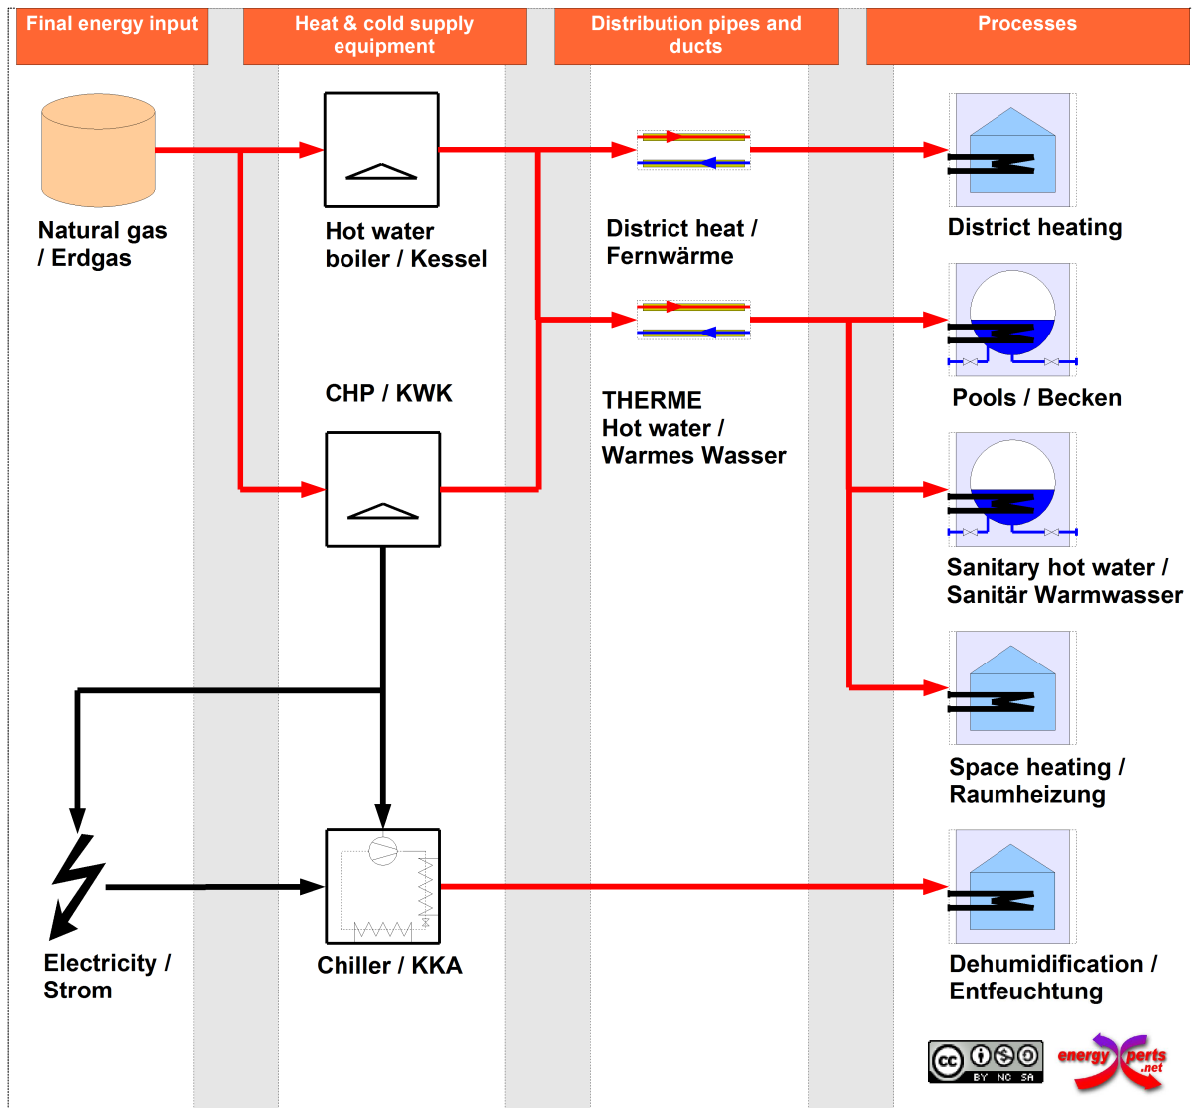 Final energy input
Heat & cold supply
equipment
Distribution pipes and
ducts
Processes
Natural gas
/ Erdgas
Hot water
boiler / Kessel
District heat /
Fernwärme
District heating
CHP / KWK
THERME
Hot water /
Warmes Wasser
Pools / Becken
Sanitary hot water /
Sanitär Warmwasser
Space heating /
Raumheizung
Electricity /
Strom
Chiller / KKA
Dehumidification /
Entfeuchtung
cc
BY NC SA
energyXperts
.net